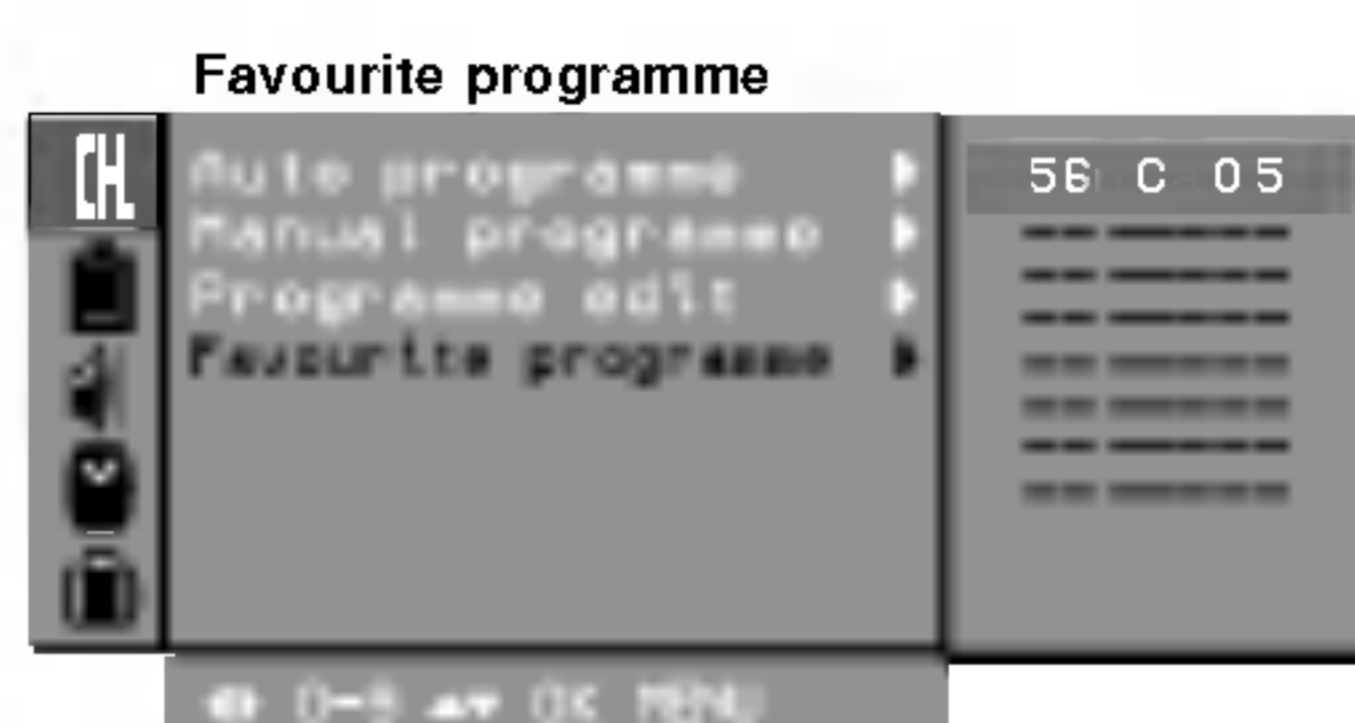 Favourite programme
CH.
Auto programme
Manual programme
Programme edit
Favourite programme
56 C 05
-- ------
-- ------
-- ------
-- ------
-- ------
-- ------
-- ------
0-9 OK MENU